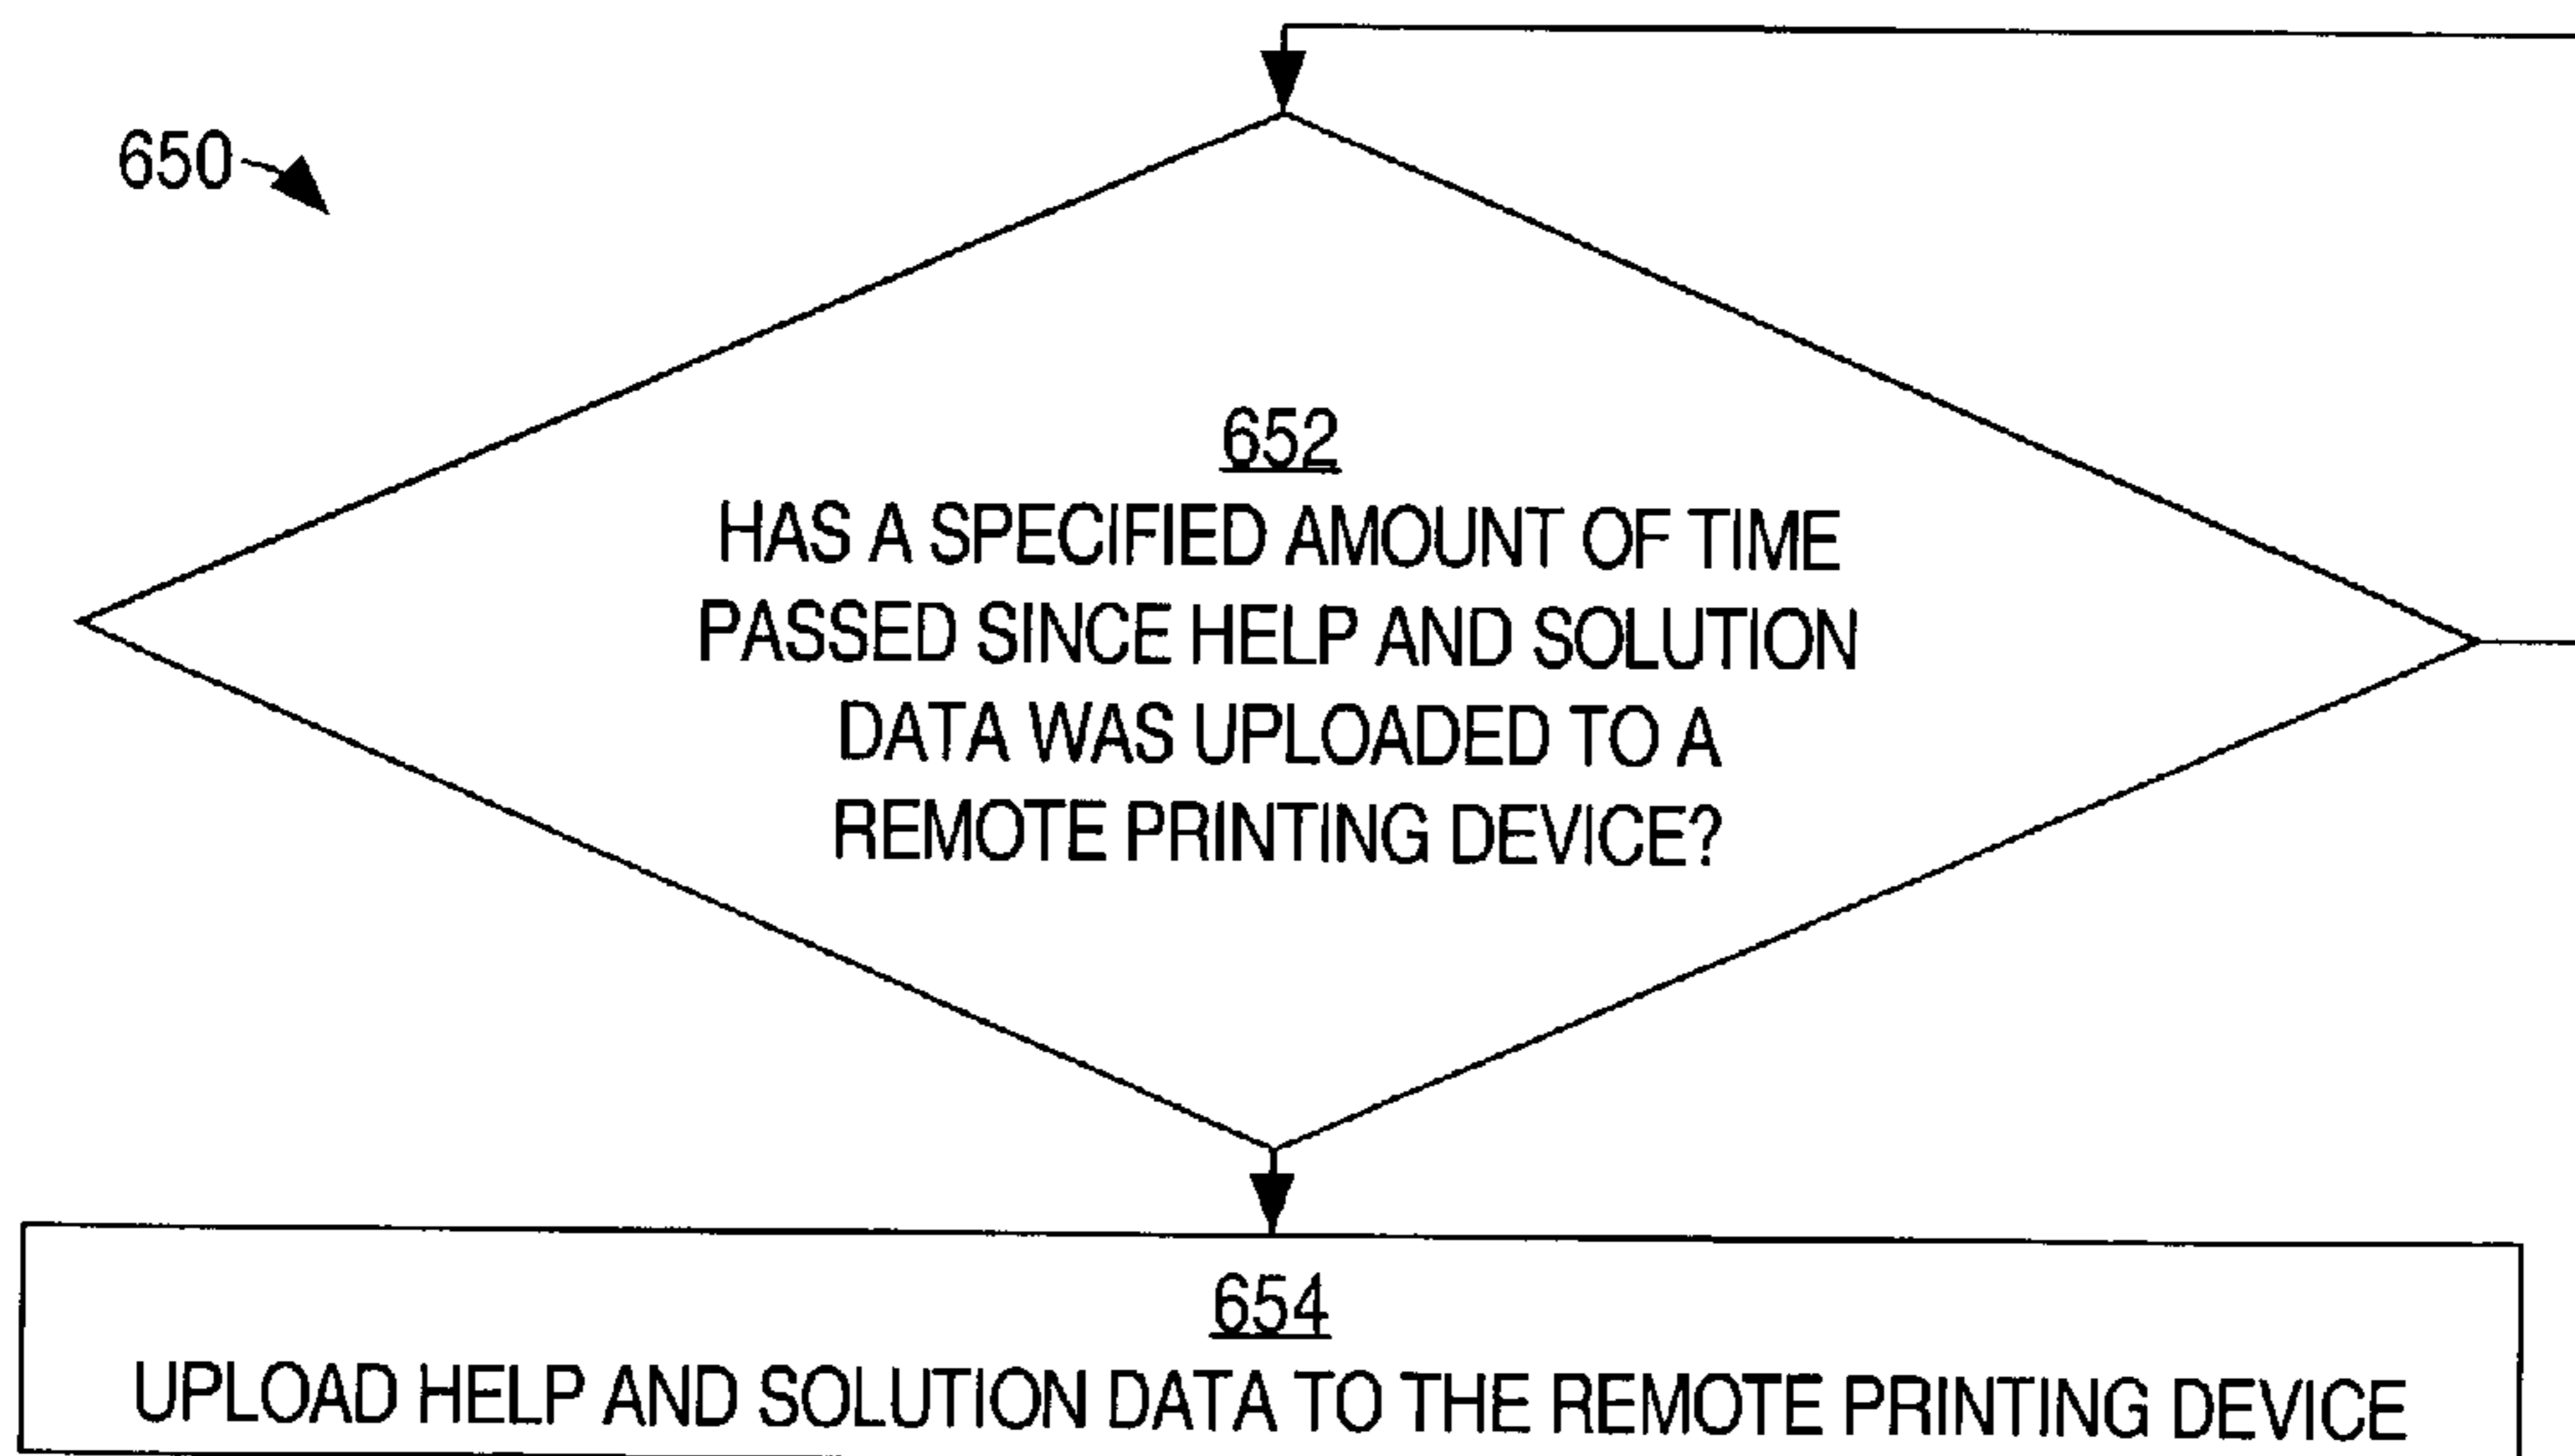 650
652
HAS A SPECIFIED AMOUNT OF TIME
PASSED SINCE HELP AND SOLUTION
DATA WAS UPLOADED TO A
REMOTE PRINTING DEVICE?
654
UPLOAD HELP AND SOLUTION DATA TO THE REMOTE PRINTING DEVICE